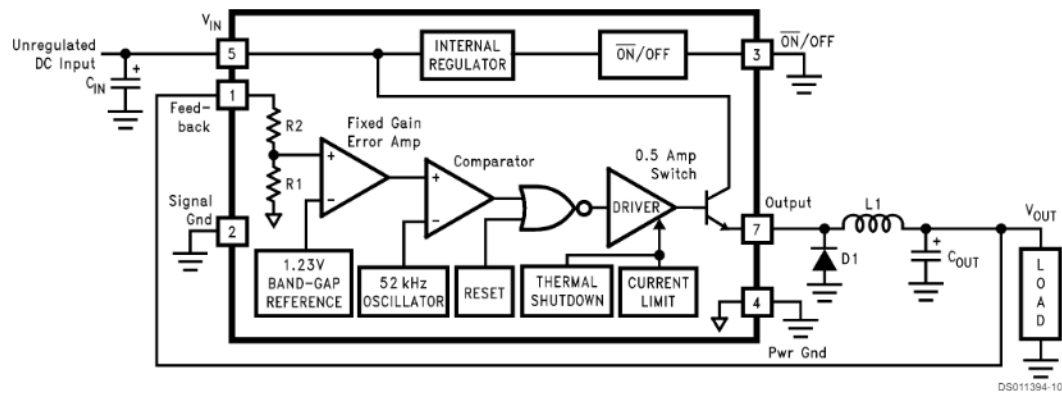 V_IN
Unregulated
DC Input
5
INTERNAL
REGULATOR
O̅N̅/OFF
3
O̅N̅/OFF
C_IN
+
1
Feed-
back
R2
R1
Fixed Gain
Error Amp
+
−
Comparator
+
−
0.5 Amp
Switch
DRIVER
Signal
Gnd
2
Output
7
L1
V_OUT
D1
+
C_OUT
LOAD
1.23V
BAND-GAP
REFERENCE
52 kHz
OSCILLATOR
RESET
THERMAL
SHUTDOWN
CURRENT
LIMIT
4
Pwr Gnd
DS011394-10